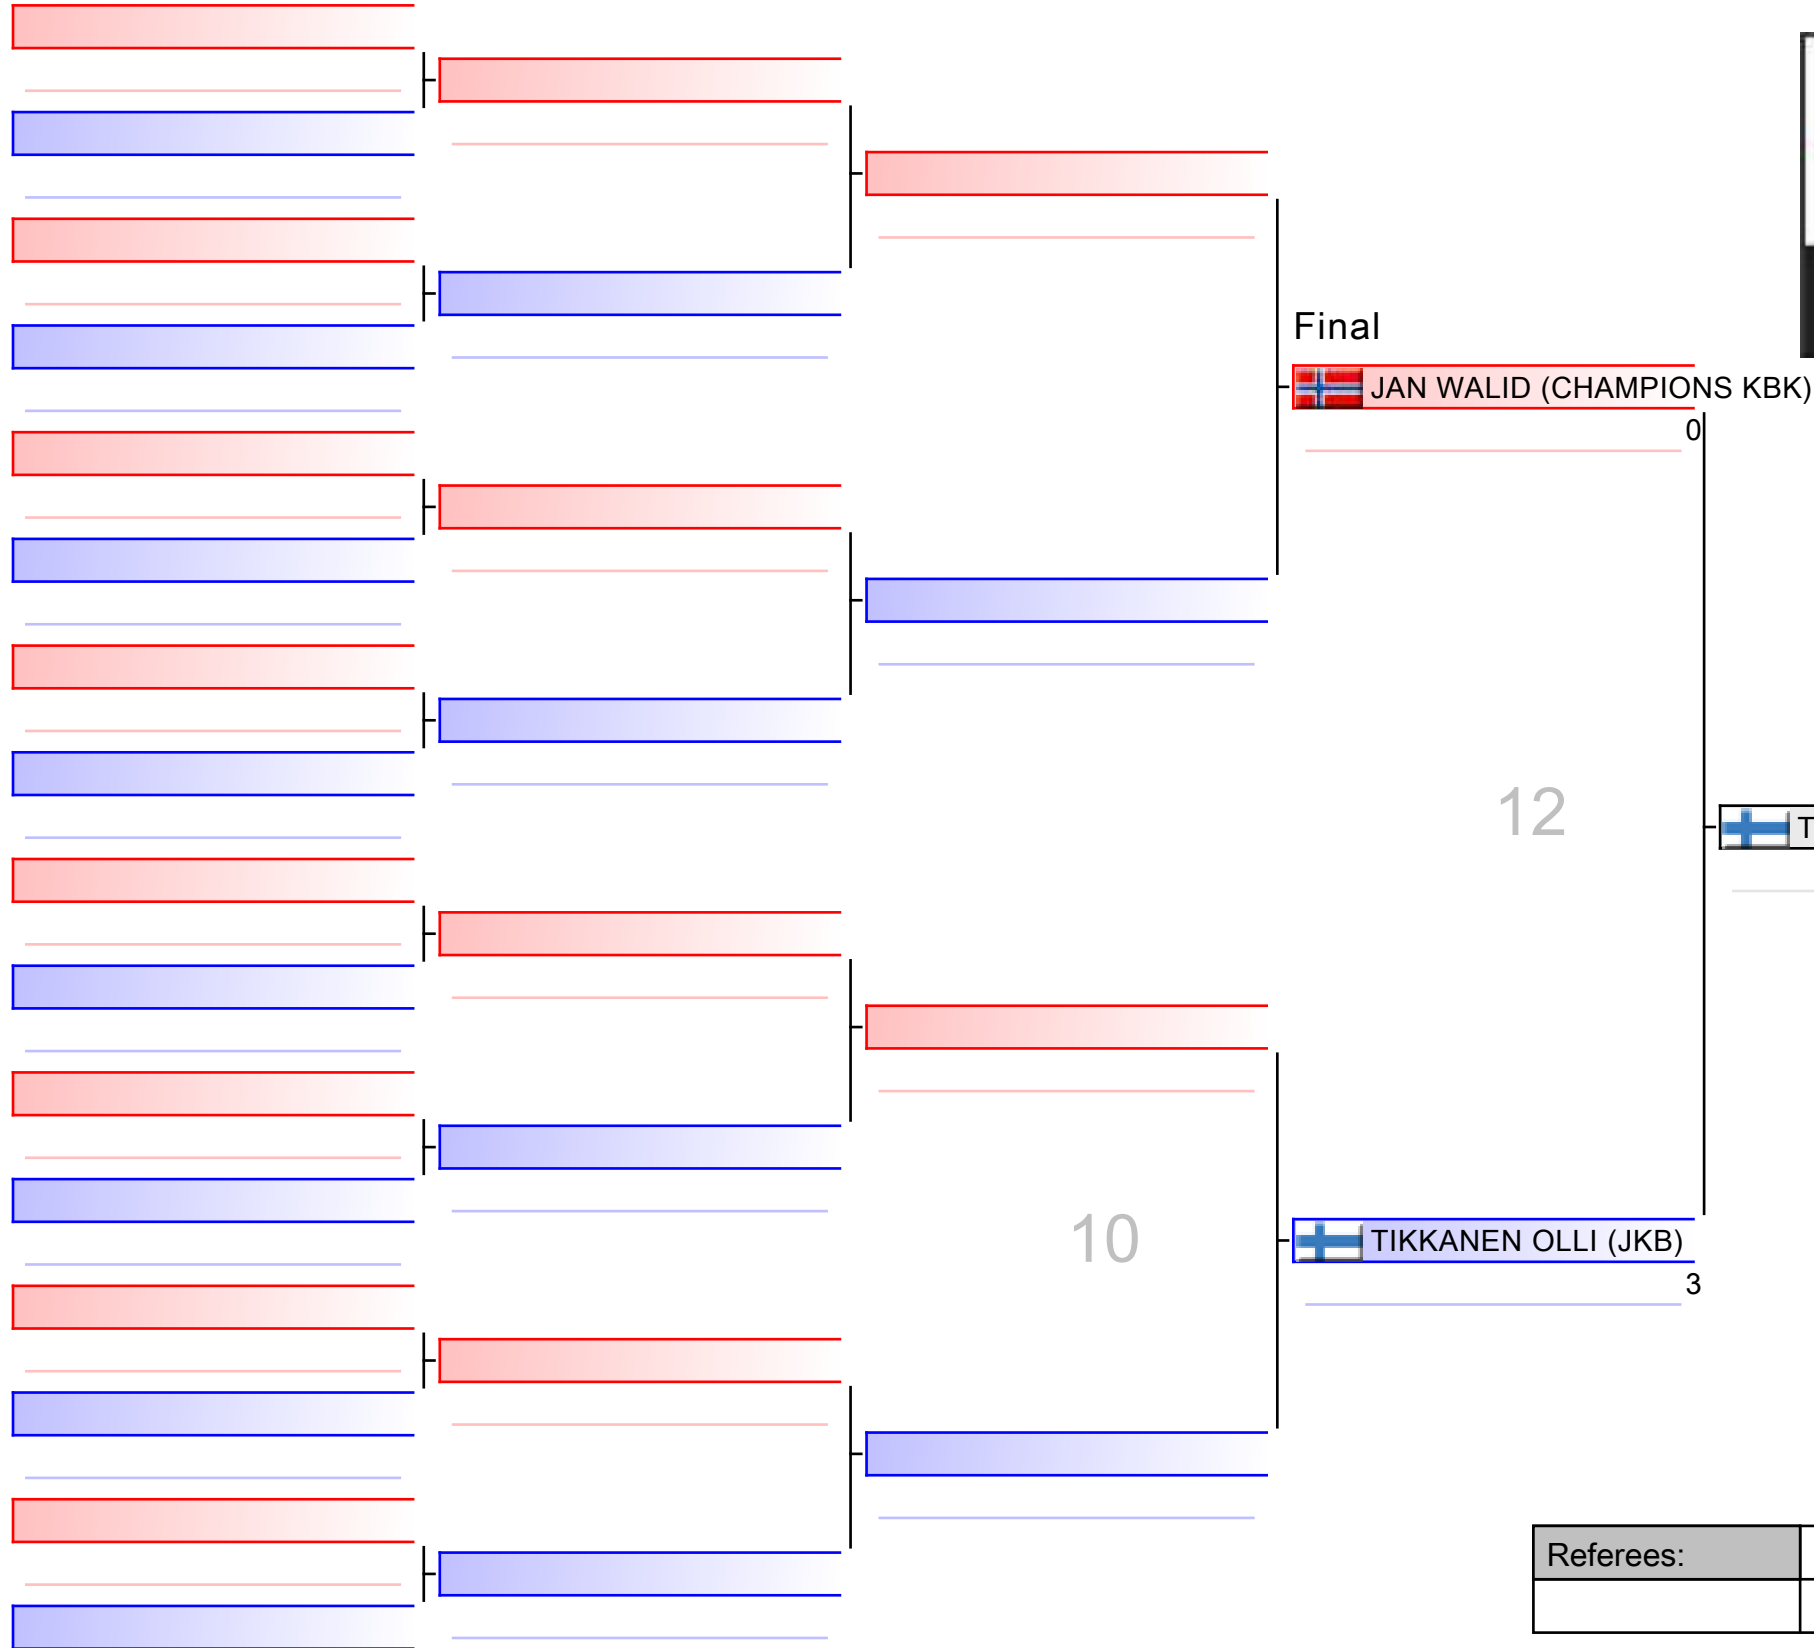 Final
JAN WALID (CHAMPIONS KBK)
0
12
T
10
TIKKANEN OLLI (JKB)
3
Referees: